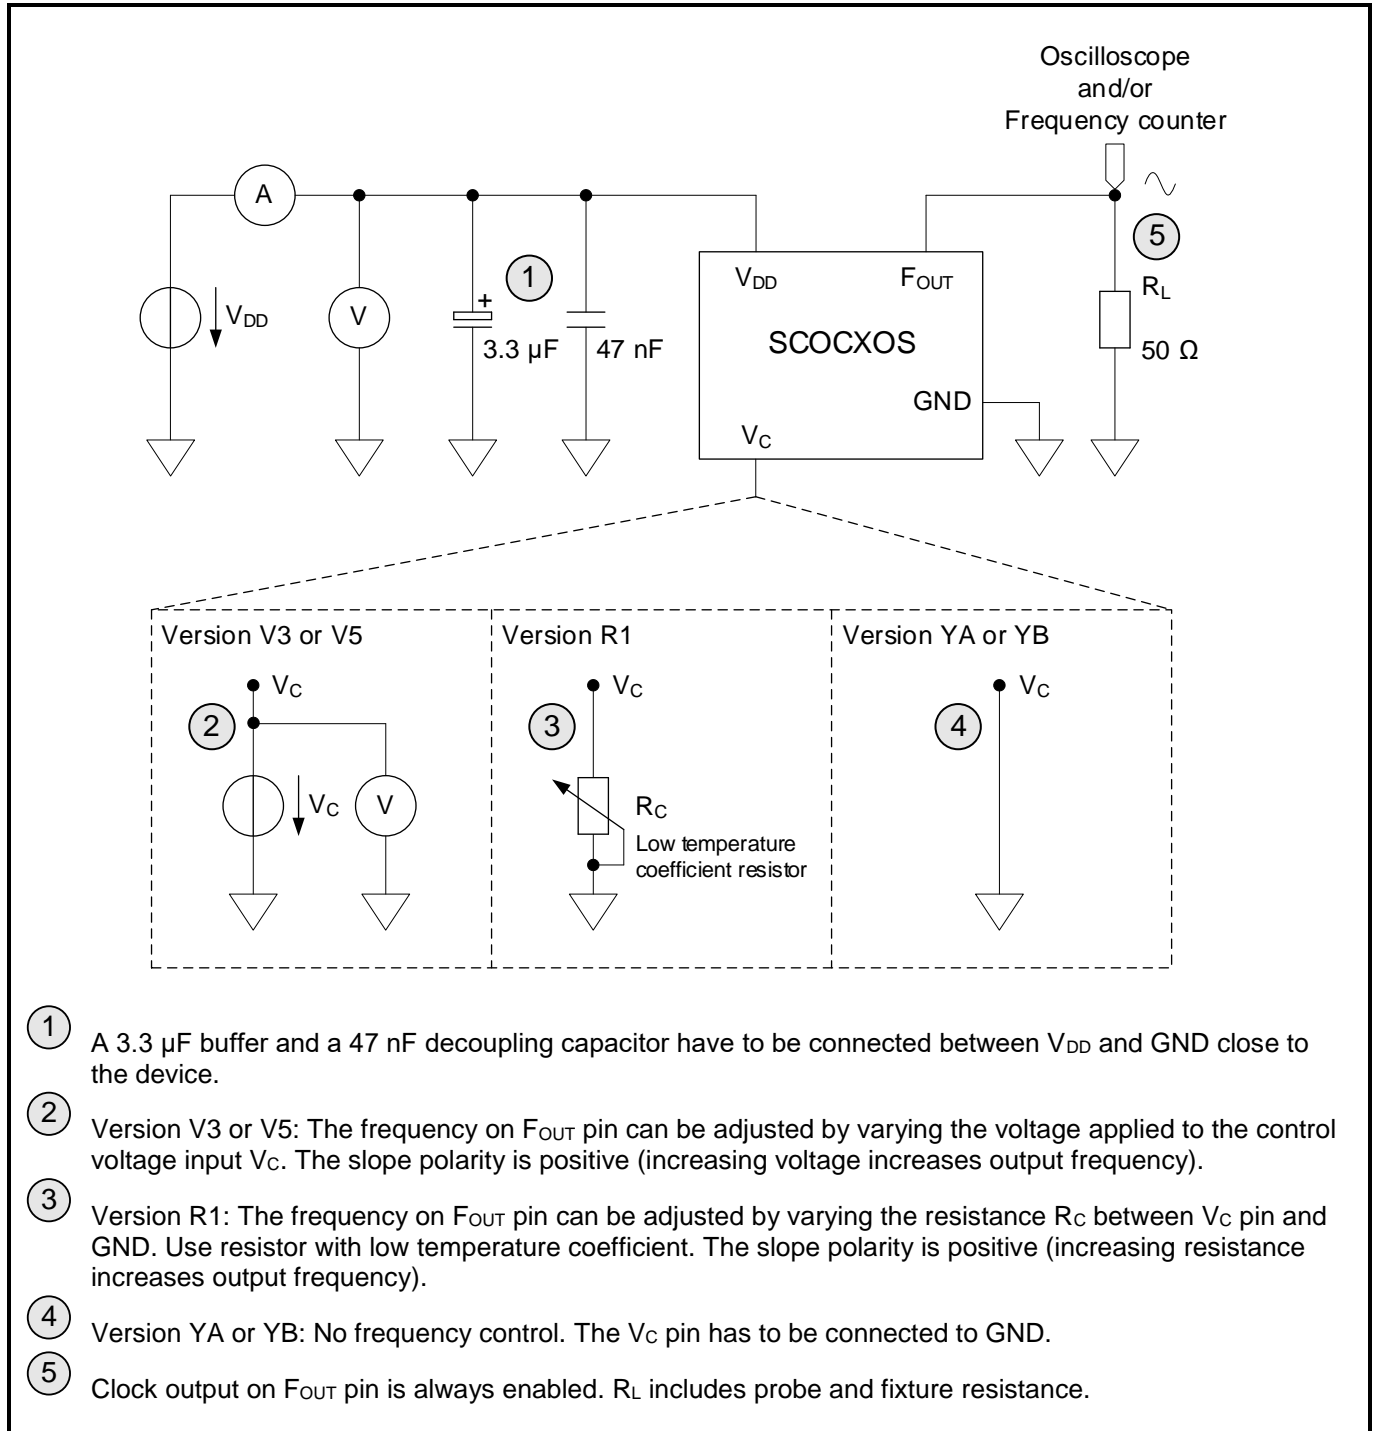 Oscilloscope
and/or
Frequency counter
A
5
1
VDD
FOUT
RL
+
VDD
V
SCOCXOS
3.3 µF
47 nF
50 Ω
GND
VC
Version V3 or V5
Version R1
Version YA or YB
VC
VC
VC
2
3
4
VC
V
RC
Low temperature
coefficient resistor
1
A 3.3 µF buffer and a 47 nF decoupling capacitor have to be connected between VDD and GND close to
the device.
2
Version V3 or V5: The frequency on FOUT pin can be adjusted by varying the voltage applied to the control
voltage input VC. The slope polarity is positive (increasing voltage increases output frequency).
3
Version R1: The frequency on FOUT pin can be adjusted by varying the resistance RC between VC pin and
GND. Use resistor with low temperature coefficient. The slope polarity is positive (increasing resistance
increases output frequency).
4
Version YA or YB: No frequency control. The VC pin has to be connected to GND.
5
Clock output on FOUT pin is always enabled. RL includes probe and fixture resistance.